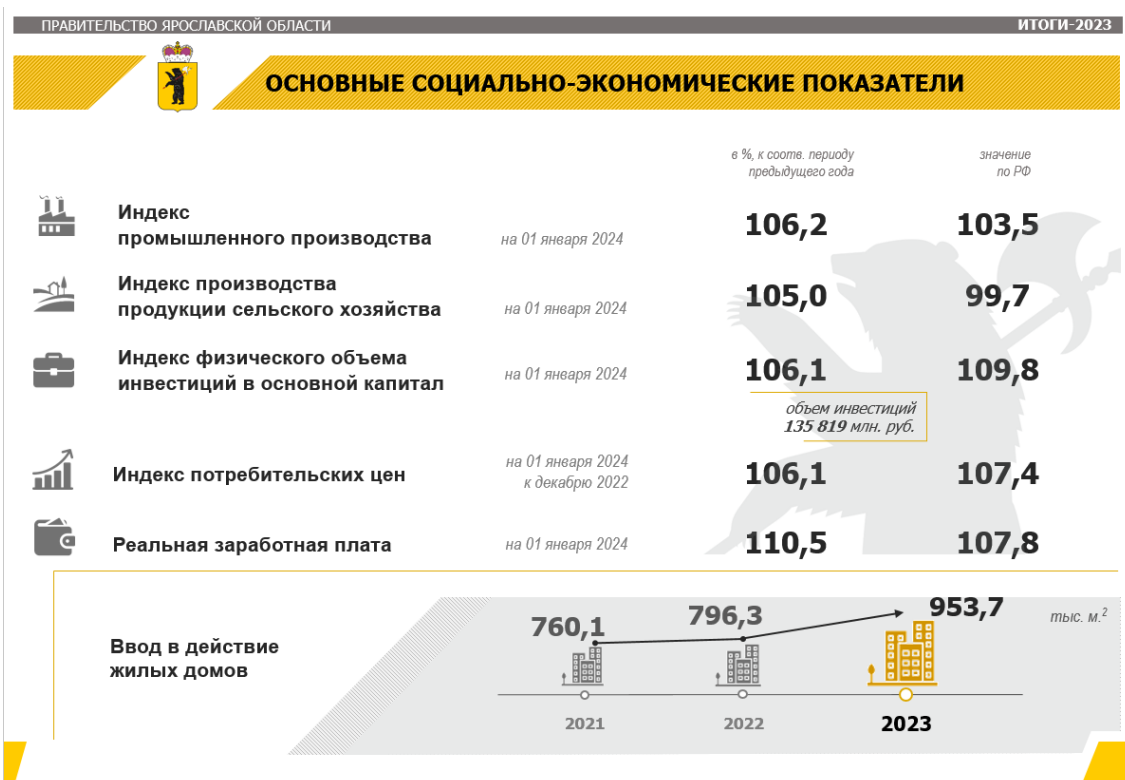 ПРАВИТЕЛЬСТВО ЯРОСЛАВСКОЙ ОБЛАСТИ
ИТОГИ-2023
ОСНОВНЫЕ СОЦИАЛЬНО-ЭКОНОМИЧЕСКИЕ ПОКАЗАТЕЛИ
в %, к соотв. периоду
предыдущего года
значение
по РФ
Индекс
промышленного производства
на 01 января 2024
106,2
103,5
Индекс производства
продукции сельского хозяйства
на 01 января 2024
105,0
99,7
Индекс физического объема
инвестиций в основной капитал
на 01 января 2024
106,1
109,8
объем инвестиций
135 819 млн. руб.
Индекс потребительских цен
на 01 января 2024
к декабрю 2022
106,1
107,4
Реальная заработная плата
на 01 января 2024
110,5
107,8
Ввод в действие
жилых домов
760,1
796,3
953,7
тыс. м.²
2021
2022
2023